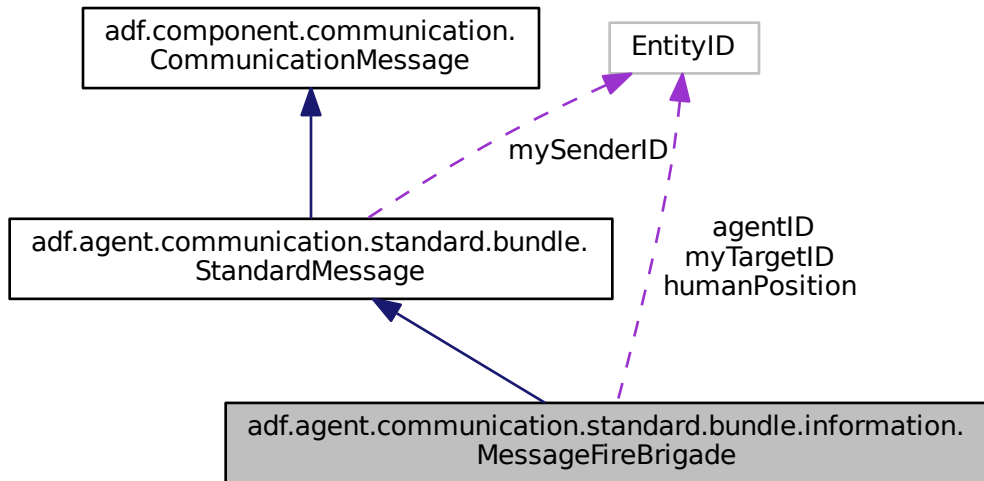 adf.component.communication.
CommunicationMessage
EntityID
mySenderID
adf.agent.communication.standard.bundle.
StandardMessage
agentID
myTargetID
humanPosition
adf.agent.communication.standard.bundle.information.
MessageFireBrigade